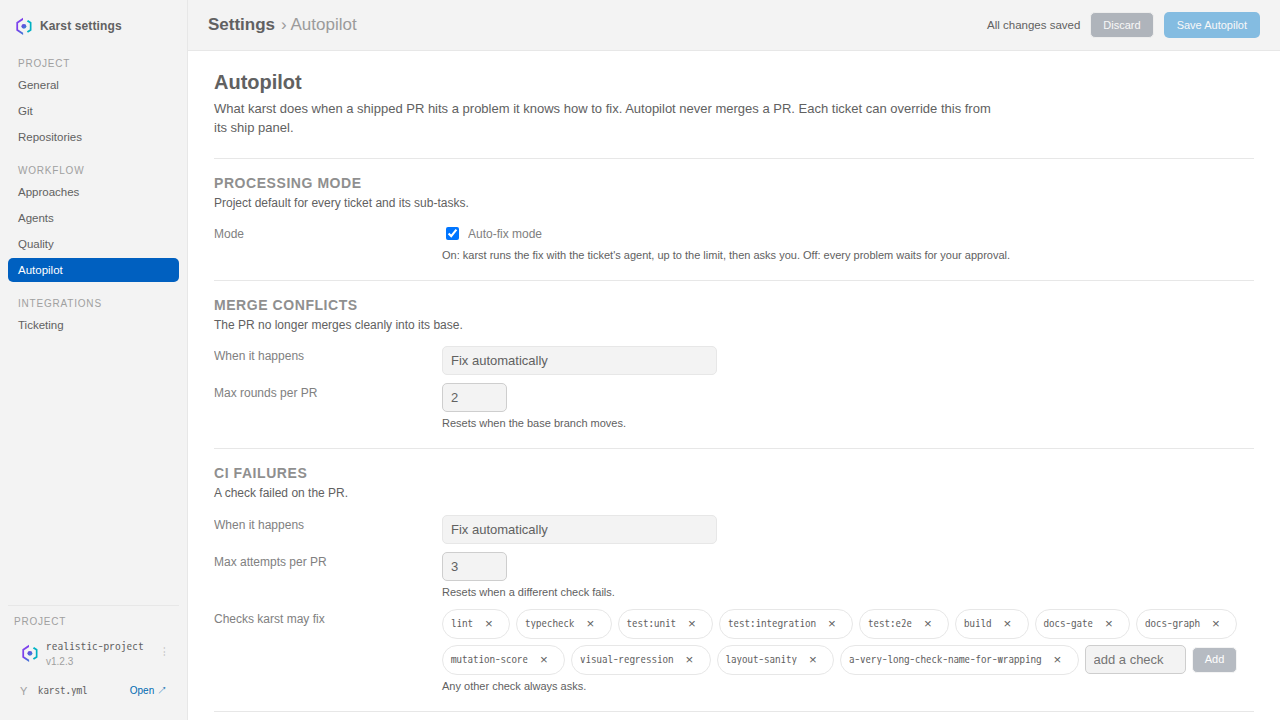 Karst settings
PROJECT
General
Git
Repositories
WORKFLOW
Approaches
Agents
Quality
Autopilot
INTEGRATIONS
Ticketing
PROJECT
realistic-project
v1.2.3
Y karst.yml Open ↗
Settings › Autopilot
All changes saved Discard Save Autopilot
Autopilot
What karst does when a shipped PR hits a problem it knows how to fix. Autopilot never merges a PR. Each ticket can override this from
its ship panel.
PROCESSING MODE
Project default for every ticket and its sub-tasks.
Mode Auto-fix mode
On: karst runs the fix with the ticket's agent, up to the limit, then asks you. Off: every problem waits for your approval.
MERGE CONFLICTS
The PR no longer merges cleanly into its base.
When it happens Fix automatically
Max rounds per PR 2
Resets when the base branch moves.
CI FAILURES
A check failed on the PR.
When it happens Fix automatically
Max attempts per PR 3
Resets when a different check fails.
Checks karst may fix lint × typecheck × test:unit × test:integration × test:e2e × build × docs-gate × docs-graph ×
mutation-score × visual-regression × layout-sanity × a-very-long-check-name-for-wrapping × add a check Add
Any other check always asks.